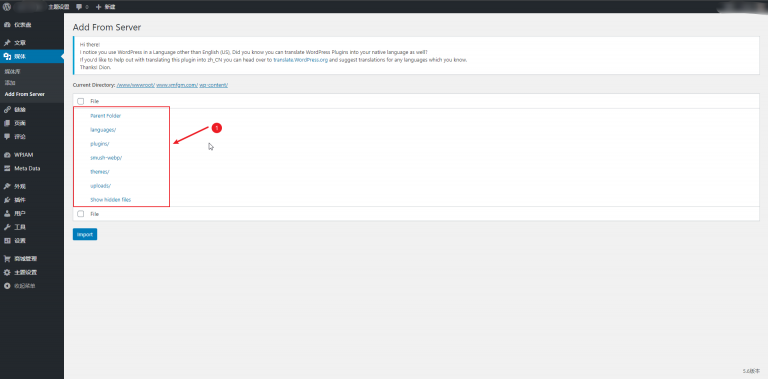 主题设置 0 新建
仪表盘
文章
媒体
媒体库
添加
Add From Server
链接
页面
评论
WPJAM
Meta Data
外观
插件
用户
工具
设置
商城管理
主题设置
收起菜单
Add From Server
Hi there!
I notice you use WordPress in a Language other than English (US). Did you know you can translate WordPress Plugins into your native language as well?
If you'd like to help out with translating this plugin into zh_CN you can head over to translate.WordPress.org and suggest translations for any languages which you know.
Thanks! Dion.
Current Directory: /www/wwwroot/ wp-content/
File
Parent Folder
languages/
plugins/
smush-webp/
themes/
uploads/
Show hidden files
1
File
Import
5.6版本